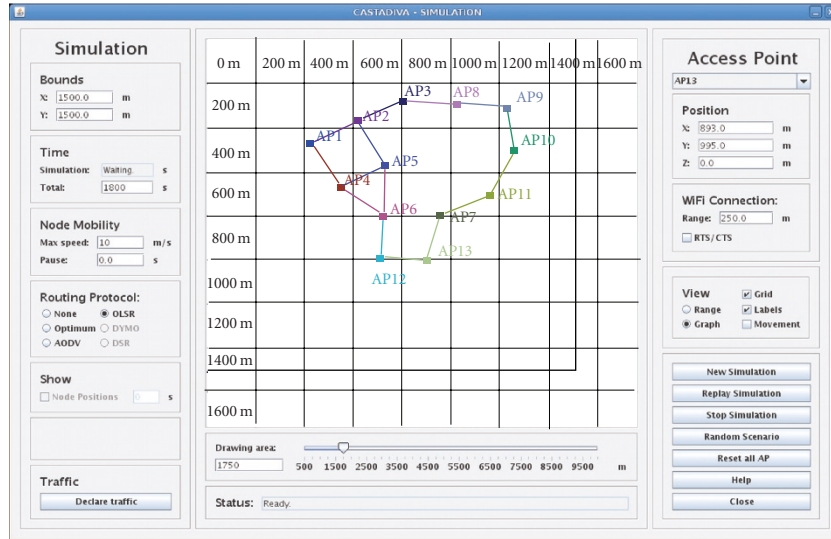 CASTADIVA - SIMULATION
Simulation
Bounds
X: 1500.0 m
Y: 1500.0 m
Time
Simulation: Waiting. s
Total: 1800 s
Node Mobility
Max speed: 10 m/s
Pause: 0.0 s
Routing Protocol:
None OLSR
Optimum DYMO
AODV DSR
Show
Node Positions 0 s
Traffic
Declare traffic
0 m 200 m 400 m 600 m 800 m 1000 m 1200 m 1400 m 1600 m
200 m
400 m
600 m
800 m
1000 m
1200 m
1400 m
1600 m
AP3
AP8
AP9
AP2
AP1
AP10
AP5
AP4
AP11
AP6
AP7
AP13
AP12
Drawing area:
1750
500 1500 2500 3500 4500 5500 6500 7500 8500 9500 m
Status: Ready.
Access Point
AP13
Position
X: 893.0 m
Y: 995.0 m
Z: 0.0 m
WiFi Connection:
Range: 250.0 m
RTS/CTS
View Grid
Range Labels
Graph Movement
New Simulation
Replay Simulation
Stop Simulation
Random Scenario
Reset all AP
Help
Close